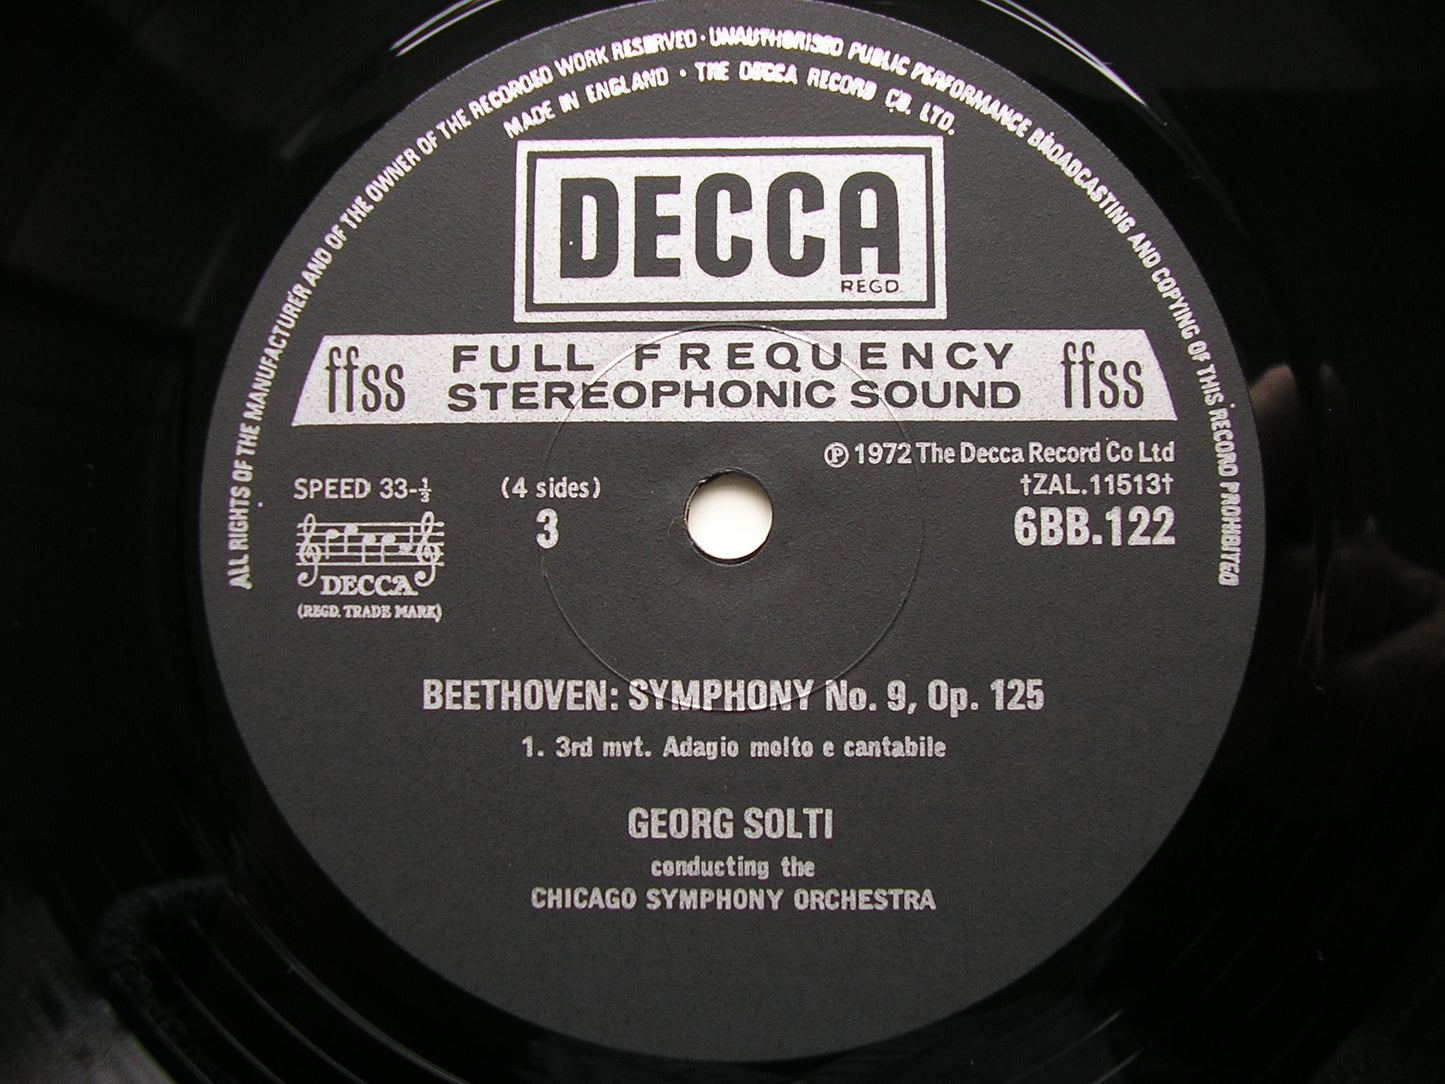 ALL RIGHTS OF THE MANUFACTURER AND OF THE OWNER OF THE RECORDED WORK RESERVED · UNAUTHORISED PUBLIC PERFORMANCE BROADCASTING AND COPYING OF THIS RECORD PROHIBITED
MADE IN ENGLAND · THE DECCA RECORD CO. LTD.
DECCA
REGD
ffss FULL FREQUENCY ffss
STEREOPHONIC SOUND
Ⓟ 1972 The Decca Record Co Ltd
SPEED 33-⅓ (4 sides) †ZAL.11513†
3 6BB.122
DECCA
(REGD. TRADE MARK)
BEETHOVEN: SYMPHONY No. 9, Op. 125
1. 3rd mvt. Adagio molto e cantabile
GEORG SOLTI
conducting the
CHICAGO SYMPHONY ORCHESTRA